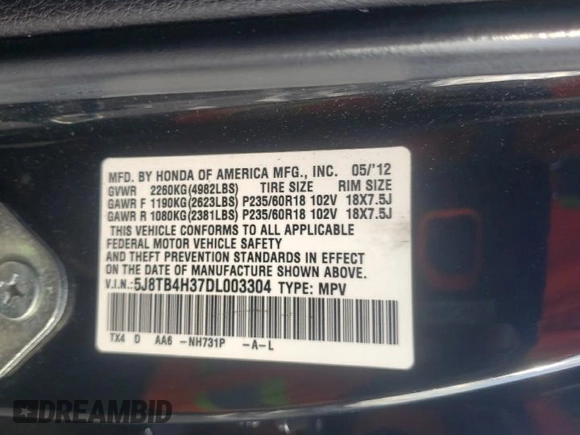 MFD. BY HONDA OF AMERICA MFG., INC. 05/'12
GVWR 2260KG(4982LBS) TIRE SIZE RIM SIZE
GAWR F 1190KG(2623LBS) P235/60R18 102V 18X7.5J
GAWR R 1080KG(2381LBS) P235/60R18 102V 18X7.5J
THIS VEHICLE CONFORMS TO ALL APPLICABLE
FEDERAL MOTOR VEHICLE SAFETY
AND THEFT PREVENTION STANDARDS IN EFFECT
ON THE DATE OF MANUFACTURE SHOWN ABOVE.
V.I.N.:5J8TB4H37DL003304 TYPE: MPV
TX4 D AA6 -NH731P -A-L
DREAMBID